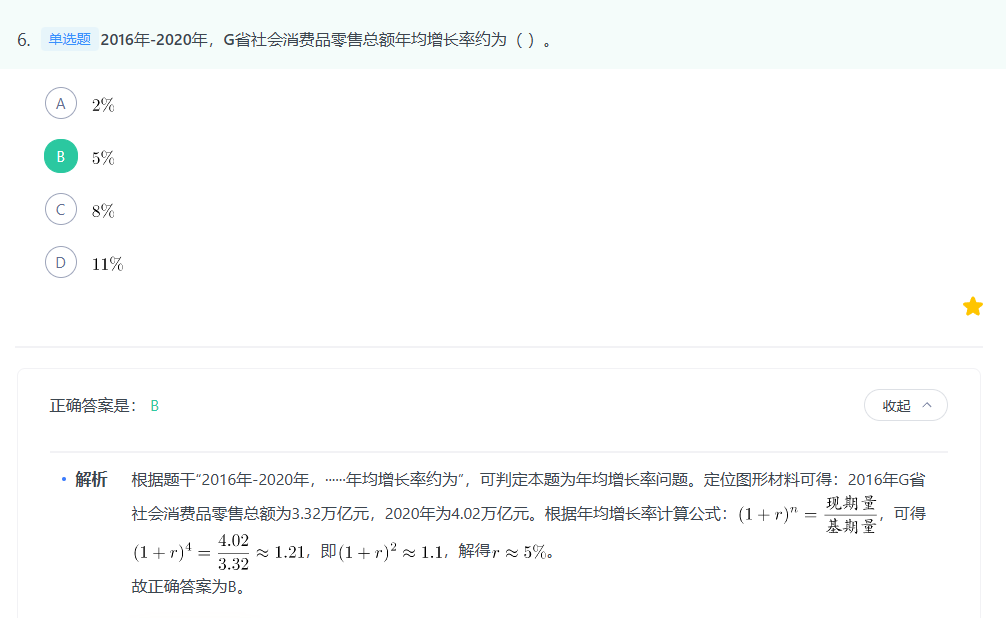 6. 单选题 2016年-2020年，G省社会消费品零售总额年均增长率约为（ ）。
A 2%
B 5%
C 8%
D 11%
正确答案是： B
收起
• 解析 根据题干“2016年-2020年，······年均增长率约为”，可判定本题为年均增长率问题。定位图形材料可得：2016年G省
社会消费品零售总额为3.32万亿元，2020年为4.02万亿元。根据年均增长率计算公式：(1 + r)^n = 现期量/基期量，可得
(1 + r)^4 = 4.02/3.32 ≈ 1.21，即(1 + r)^2 ≈ 1.1，解得r ≈ 5%。
故正确答案为B。